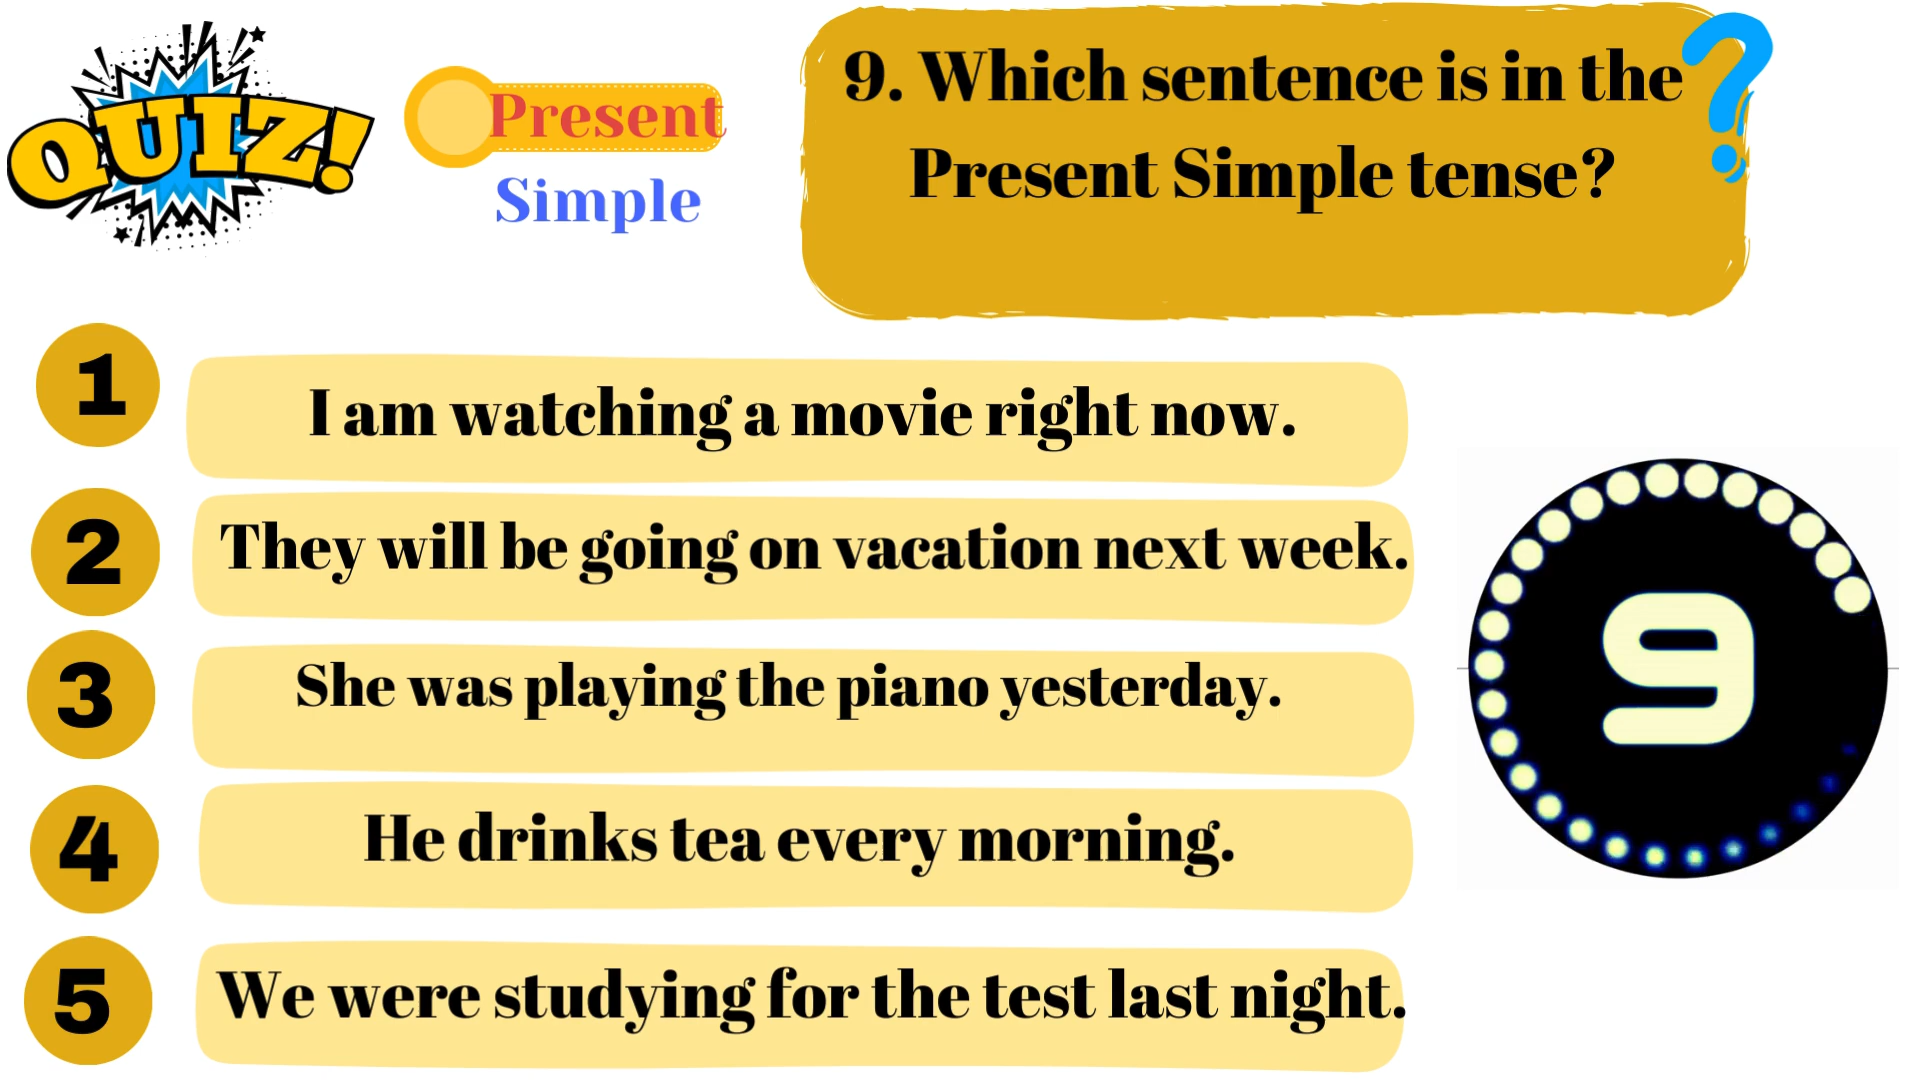 QUIZ!
Present
Simple
9. Which sentence is in the
Present Simple tense?
?
1
I am watching a movie right now.
2
They will be going on vacation next week.
3
She was playing the piano yesterday.
4
He drinks tea every morning.
5
We were studying for the test last night.
9